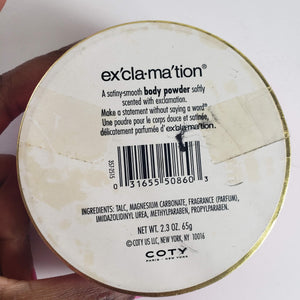 ex'cla·ma'tion®
A satiny-smooth body powder softly
scented with exclamation.
Make a statement without saying a word®
Une poudre pour le corps douce et satinée,
délicatement parfumée d'exclamation.
0 31655 50860 3
INGREDIENTS: TALC, MAGNESIUM CARBONATE, FRAGRANCE (PARFUM),
IMIDAZOLIDINYL UREA, METHYLPARABEN, PROPYLPARABEN.
NET WT. 2.3 OZ. 65g
© COTY US LLC, NEW YORK, NY 10016
COTY
PARIS - NEW YORK